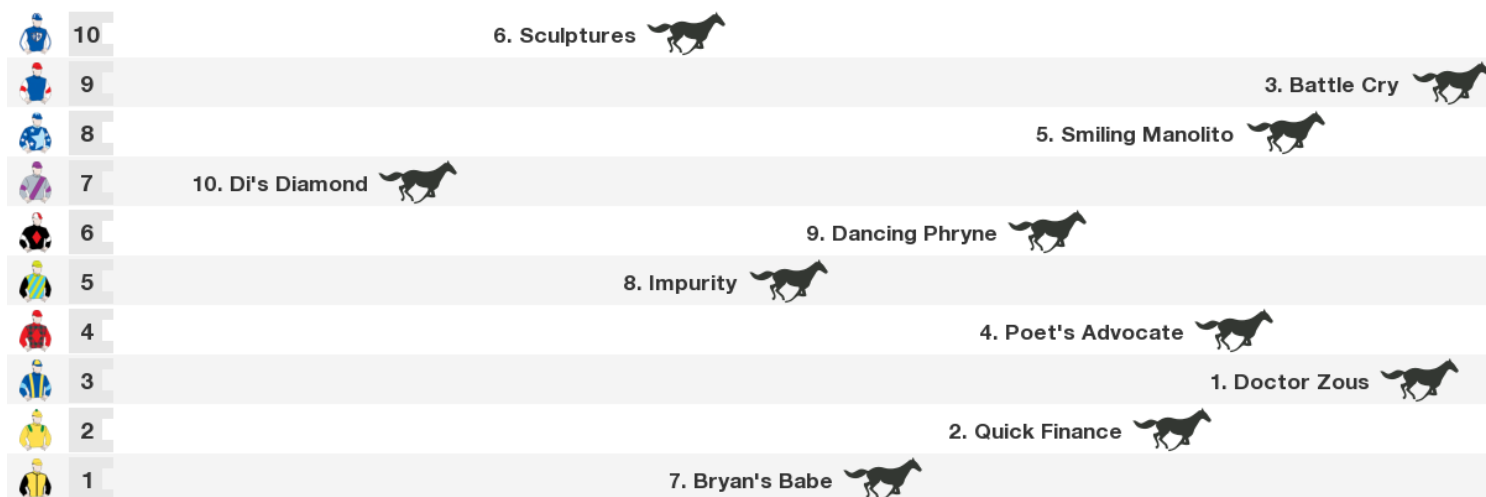 10 6. Sculptures
9 3. Battle Cry
8 5. Smiling Manolito
7 10. Di's Diamond
6 9. Dancing Phryne
5 8. Impurity
4 4. Poet's Advocate
3 1. Doctor Zous
2 2. Quick Finance
1 7. Bryan's Babe